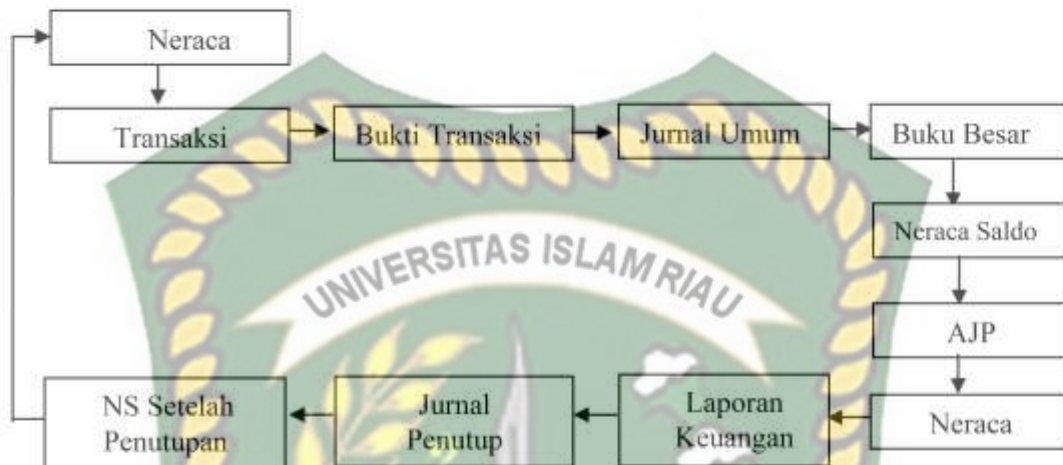 Neraca
Transaksi
Bukti Transaksi
Jurnal Umum
Buku Besar
UNIVERSITAS ISLAM RIAU
Neraca Saldo
AJP
NS Setelah
Penutupan
Jurnal
Penutup
Laporan
Keuangan
Neraca